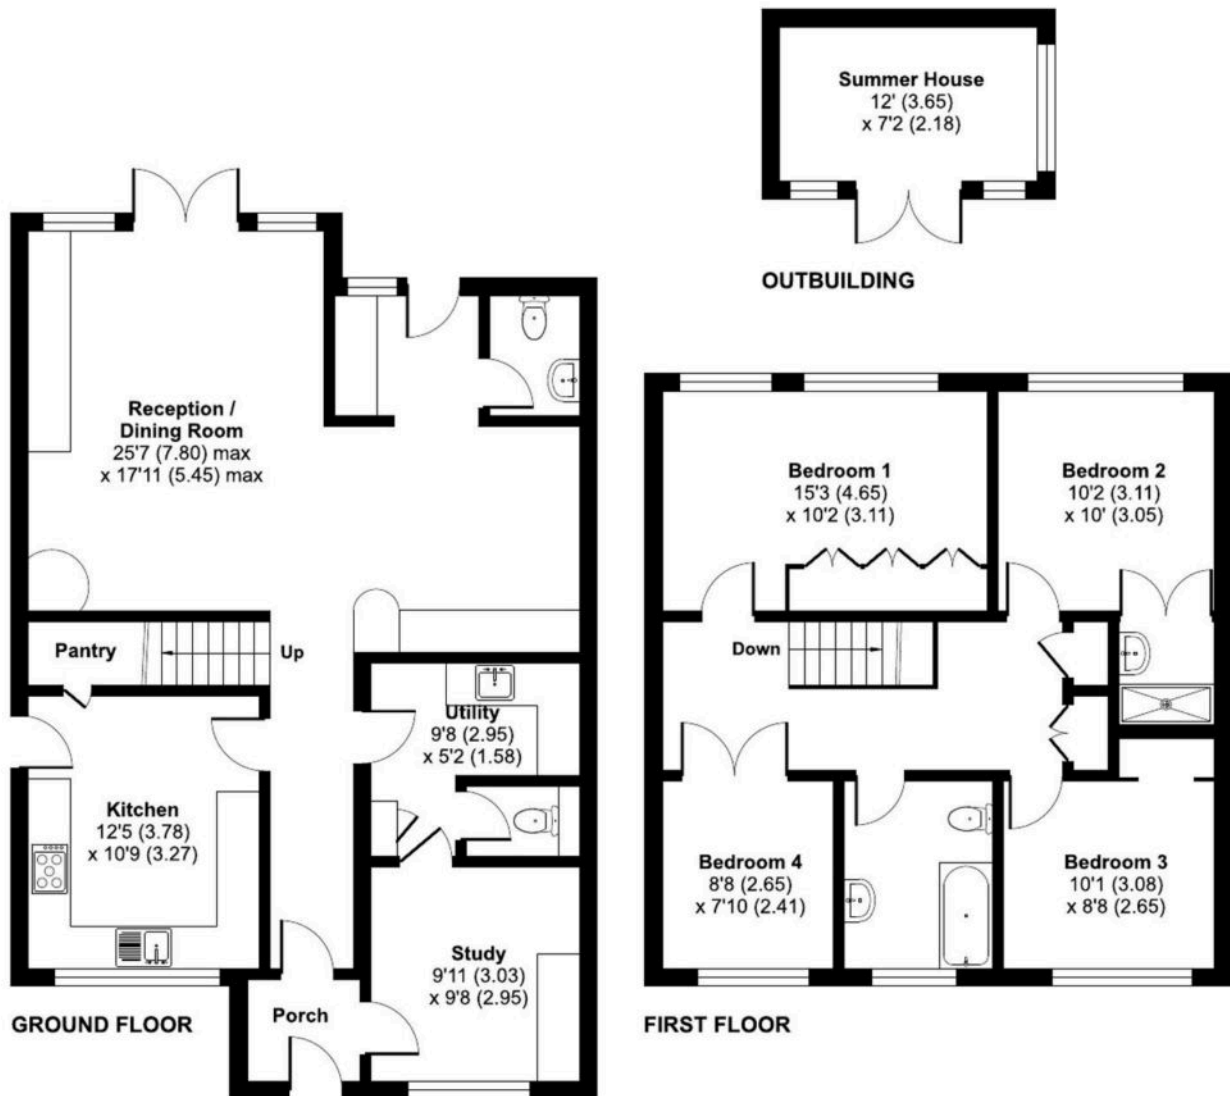 Summer House
12' (3.65)
x 7'2 (2.18)
OUTBUILDING
Reception /
Dining Room
25'7 (7.80) max
x 17'11 (5.45) max
Pantry
Up
Utility
9'8 (2.95)
x 5'2 (1.58)
Kitchen
12'5 (3.78)
x 10'9 (3.27)
Study
9'11 (3.03)
x 9'8 (2.95)
Porch
GROUND FLOOR
Bedroom 1
15'3 (4.65)
x 10'2 (3.11)
Bedroom 2
10'2 (3.11)
x 10' (3.05)
Down
Bedroom 4
8'8 (2.65)
x 7'10 (2.41)
Bedroom 3
10'1 (3.08)
x 8'8 (2.65)
FIRST FLOOR